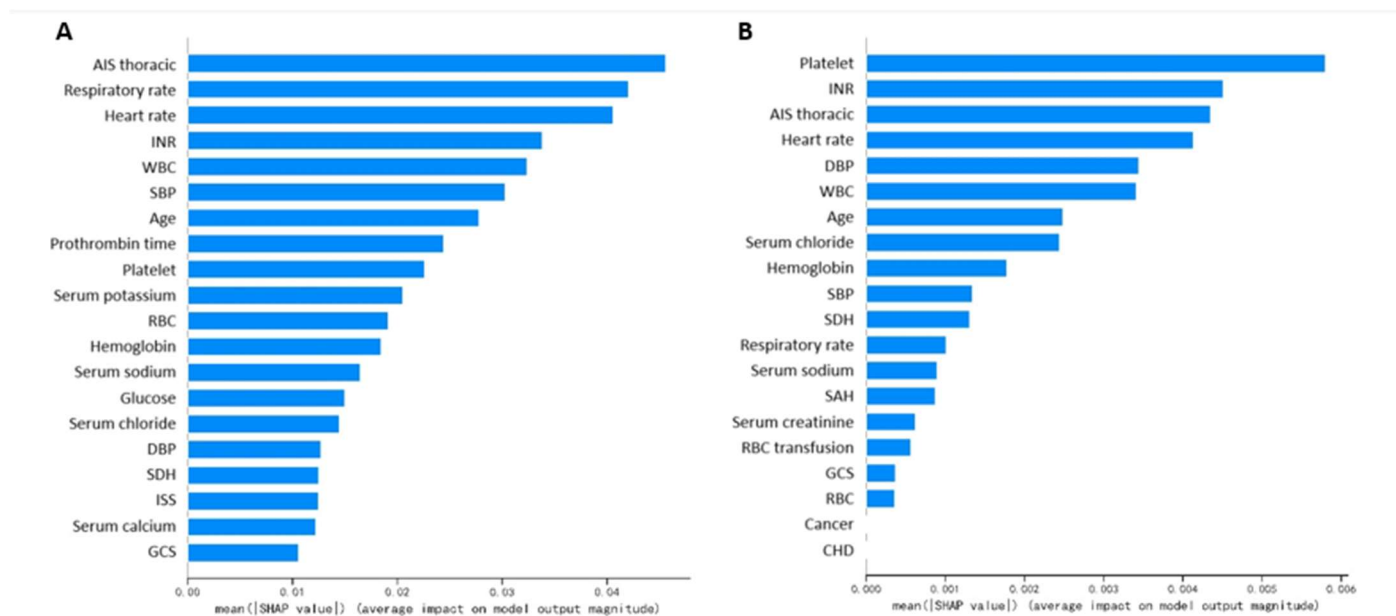 A
AIS thoracic
Respiratory rate
Heart rate
INR
WBC
SBP
Age
Prothrombin time
Platelet
Serum potassium
RBC
Hemoglobin
Serum sodium
Glucose
Serum chloride
DBP
SDH
ISS
Serum calcium
GCS
0.00 0.01 0.02 0.03 0.04
mean(|SHAP value|) (average impact on model output magnitude)
B
Platelet
INR
AIS thoracic
Heart rate
DBP
WBC
Age
Serum chloride
Hemoglobin
SBP
SDH
Respiratory rate
Serum sodium
SAH
Serum creatinine
RBC transfusion
GCS
RBC
Cancer
CHD
0.000 0.001 0.002 0.003 0.004 0.005 0.006
mean(|SHAP value|) (average impact on model output magnitude)